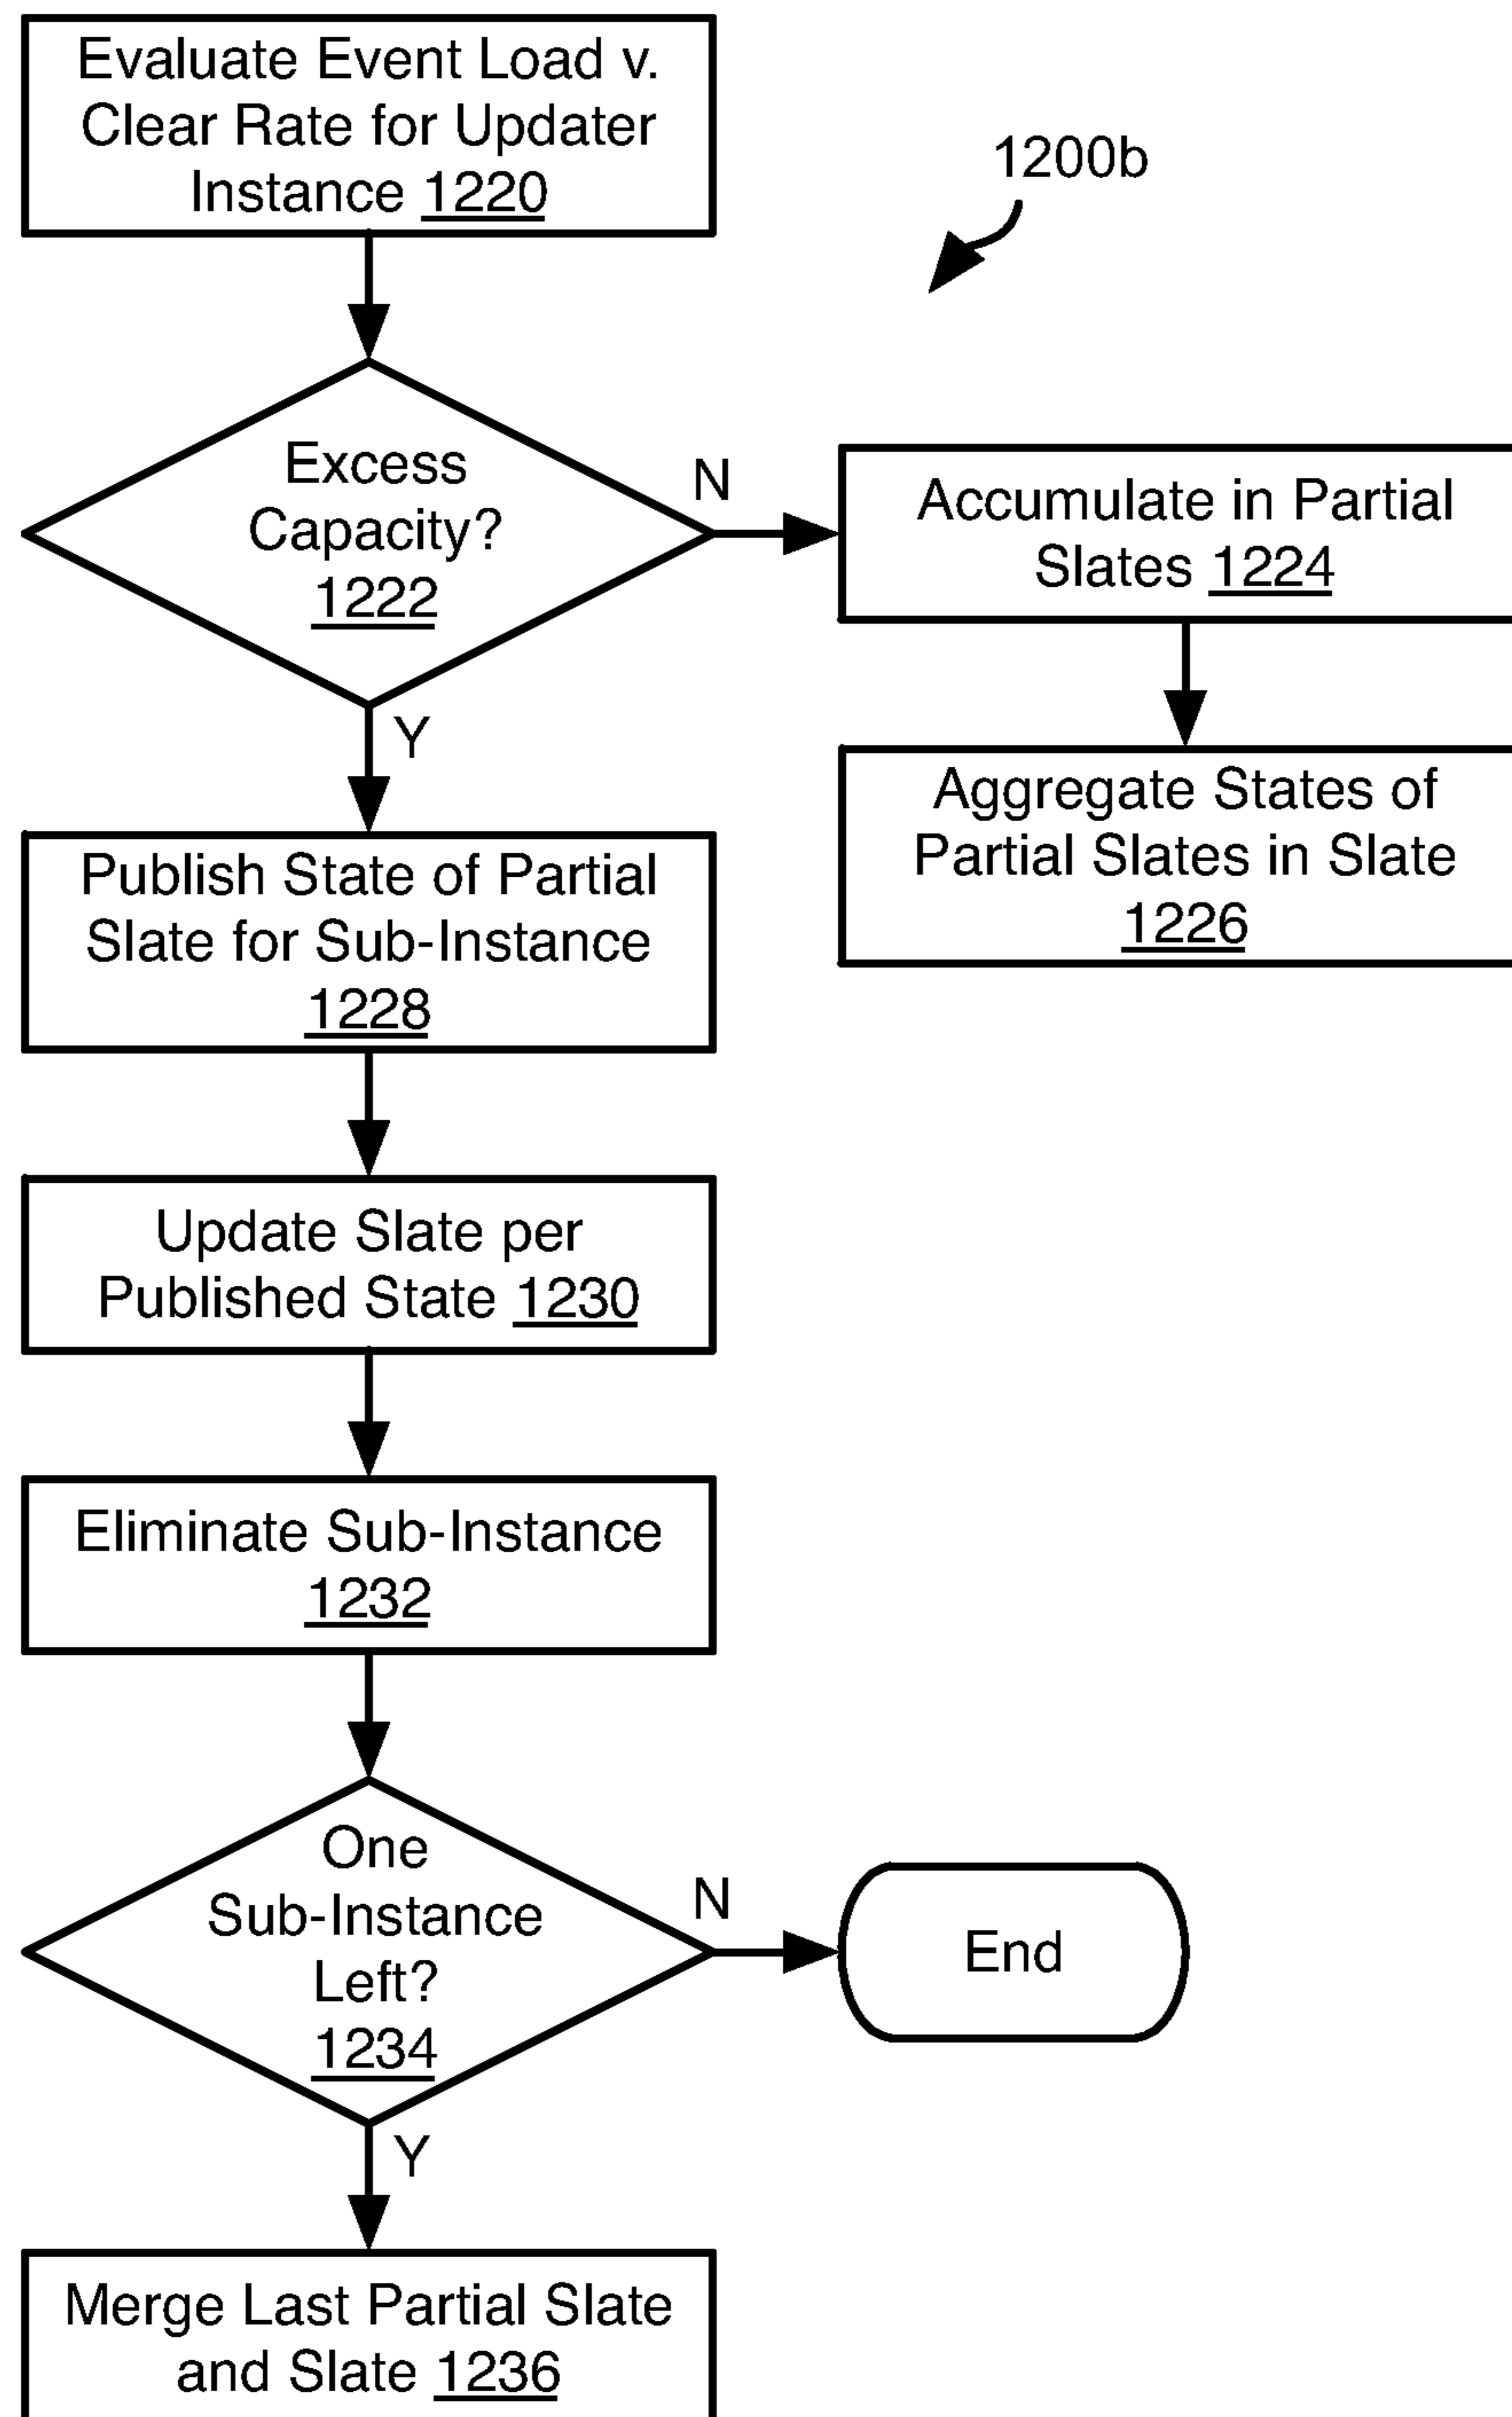 Evaluate Event Load v.
Clear Rate for Updater
Instance 1220
1200b
Excess
Capacity?
1222
N
Y
Accumulate in Partial
Slates 1224
Aggregate States of
Partial Slates in Slate
1226
Publish State of Partial
Slate for Sub-Instance
1228
Update Slate per
Published State 1230
Eliminate Sub-Instance
1232
One
Sub-Instance
Left?
1234
N
End
Y
Merge Last Partial Slate
and Slate 1236